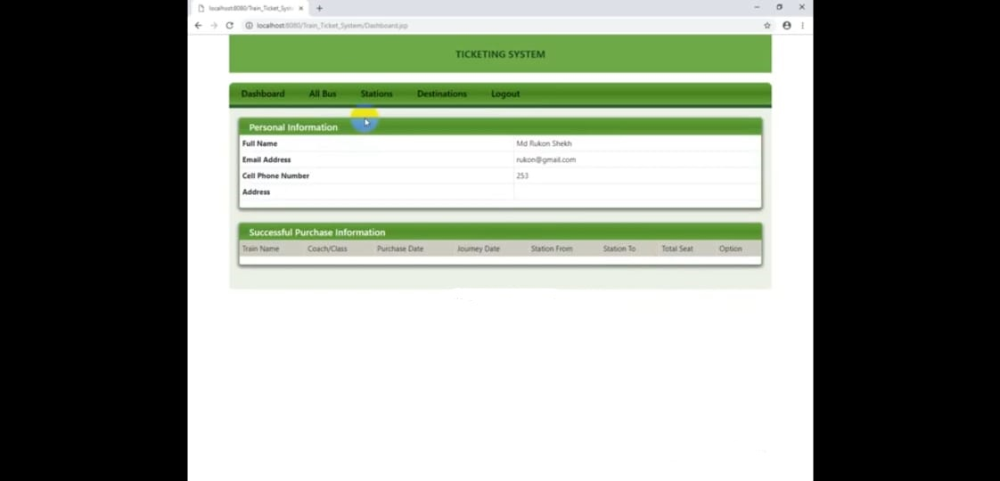 localhost:8080/Train_Ticket_Syst
localhost:8080/Train_Ticket_System/Dashboard.jsp
TICKETING SYSTEM
Dashboard All Bus Stations Destinations Logout
Personal Information
Full Name Md Rukon Shekh
Email Address rukon@gmail.com
Cell Phone Number 253
Address
Successful Purchase Information
Train Name Coach/Class Purchase Date Journey Date Station From Station To Total Seat Option